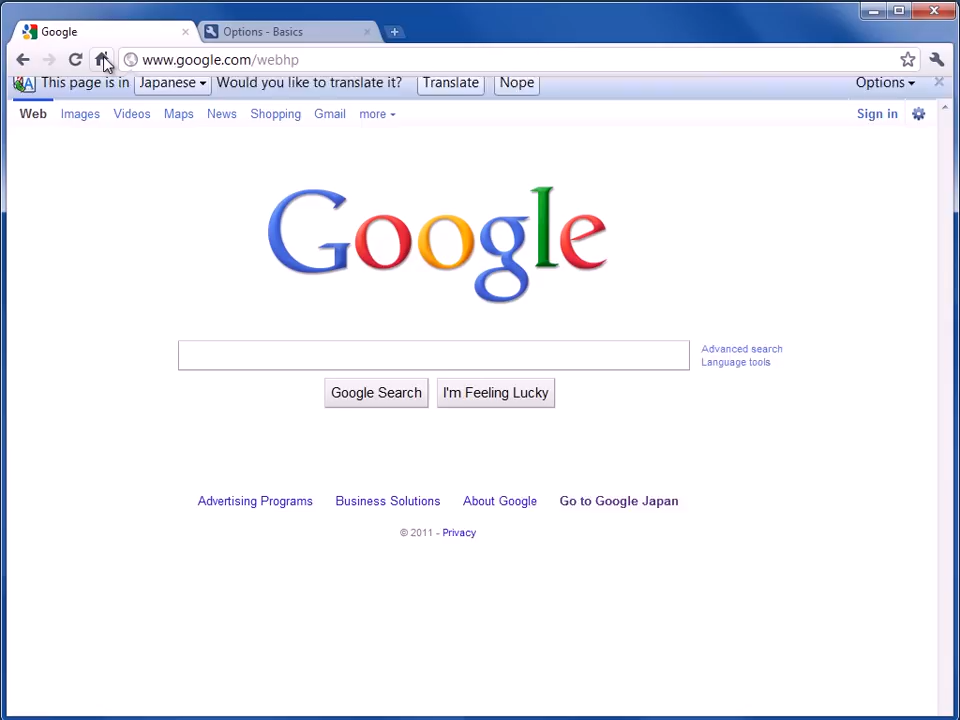 Google Options - Basics
www.google.com/webhp
This page is in Japanese Would you like to translate it? Translate Nope Options
Web Images Videos Maps News Shopping Gmail more Sign in
Google
Advanced search
Language tools
Google Search I'm Feeling Lucky
Advertising Programs Business Solutions About Google Go to Google Japan
© 2011 - Privacy